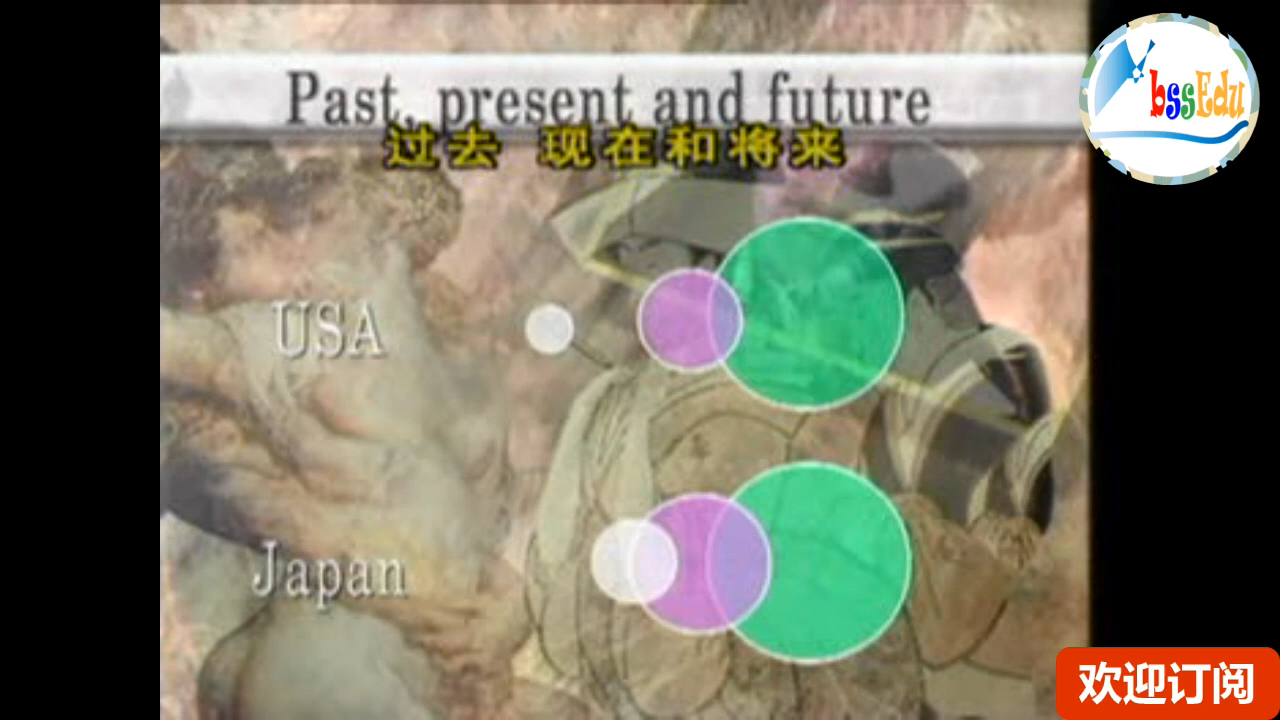 Past, present and future
过去 现在和将来
bssEdu
USA
Japan
欢迎订阅